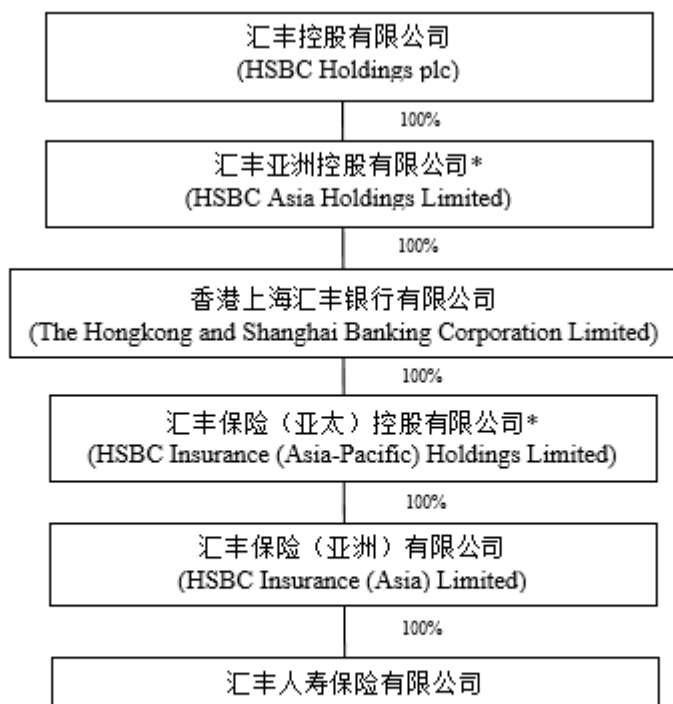 汇丰控股有限公司
(HSBC Holdings plc)
100%
汇丰亚洲控股有限公司*
(HSBC Asia Holdings Limited)
100%
香港上海汇丰银行有限公司
(The Hongkong and Shanghai Banking Corporation Limited)
100%
汇丰保险（亚太）控股有限公司*
(HSBC Insurance (Asia-Pacific) Holdings Limited)
100%
汇丰保险（亚洲）有限公司
(HSBC Insurance (Asia) Limited)
100%
汇丰人寿保险有限公司